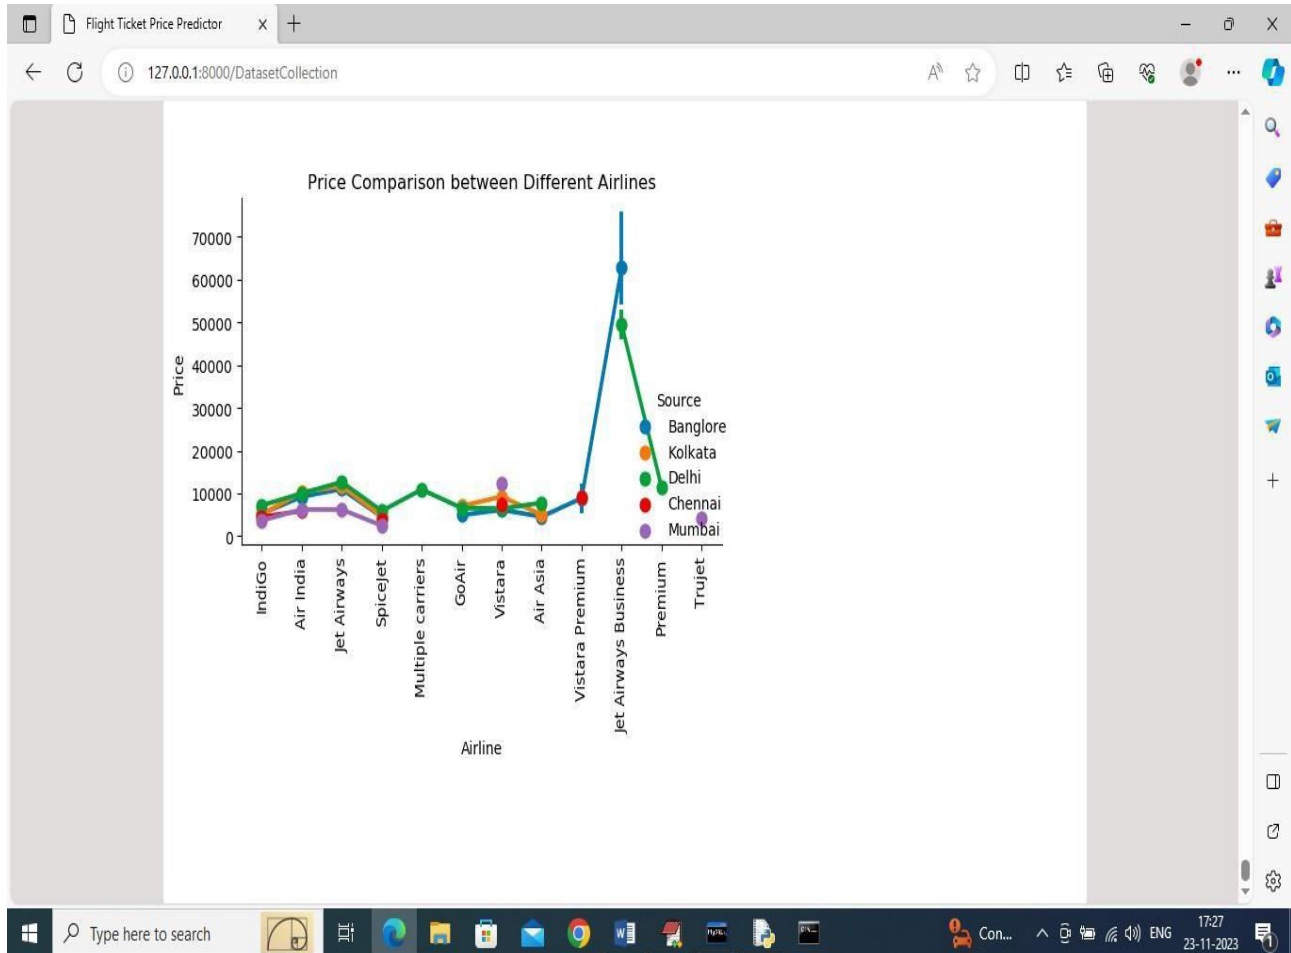 Flight Ticket Price Predictor
127.0.0.1:8000/DatasetCollection
Price Comparison between Different Airlines
70000
60000
50000
40000
30000
20000
10000
0
Price
Source
Banglore
Kolkata
Delhi
Chennai
Mumbai
IndiGo
Air India
Jet Airways
SpiceJet
Multiple carriers
GoAir
Vistara
Air Asia
Vistara Premium
Jet Airways Business
Premium
Trujet
Airline
Type here to search
Con...
ENG
17:27
23-11-2023
1